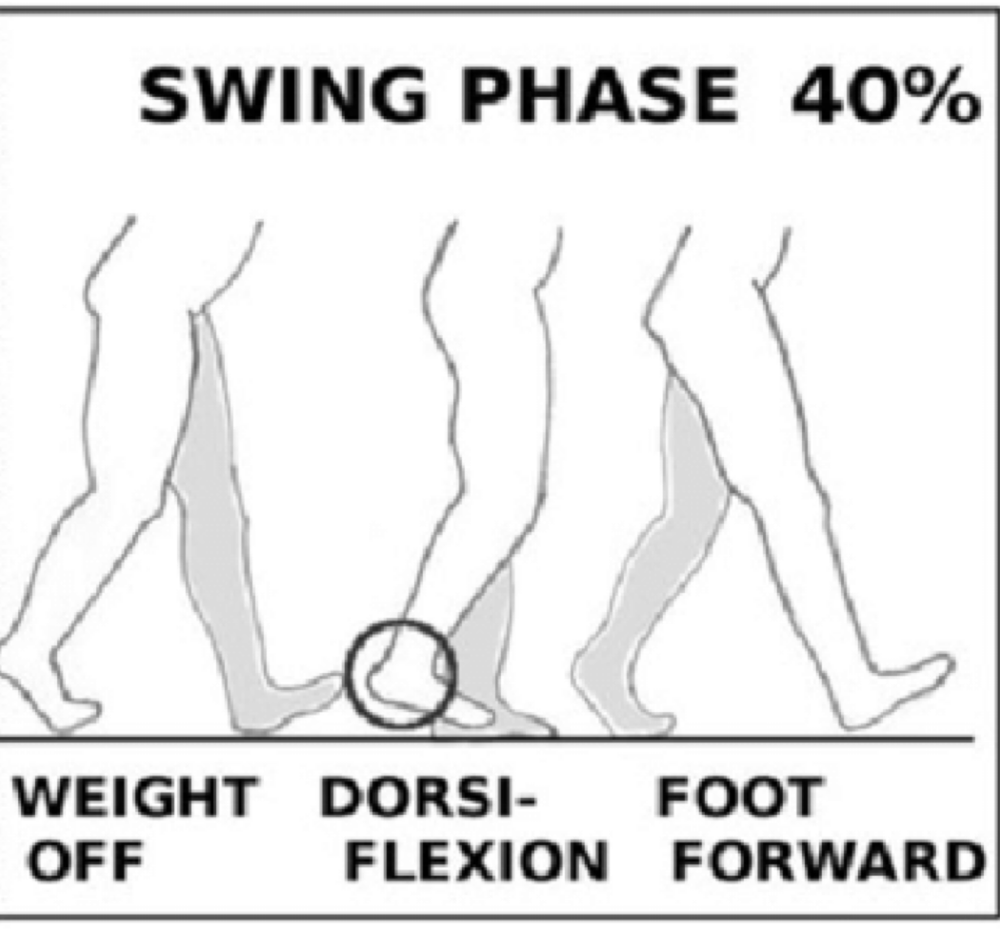 SWING PHASE 40%
WEIGHT OFF
DORSI-
FLEXION
FOOT
FORWARD